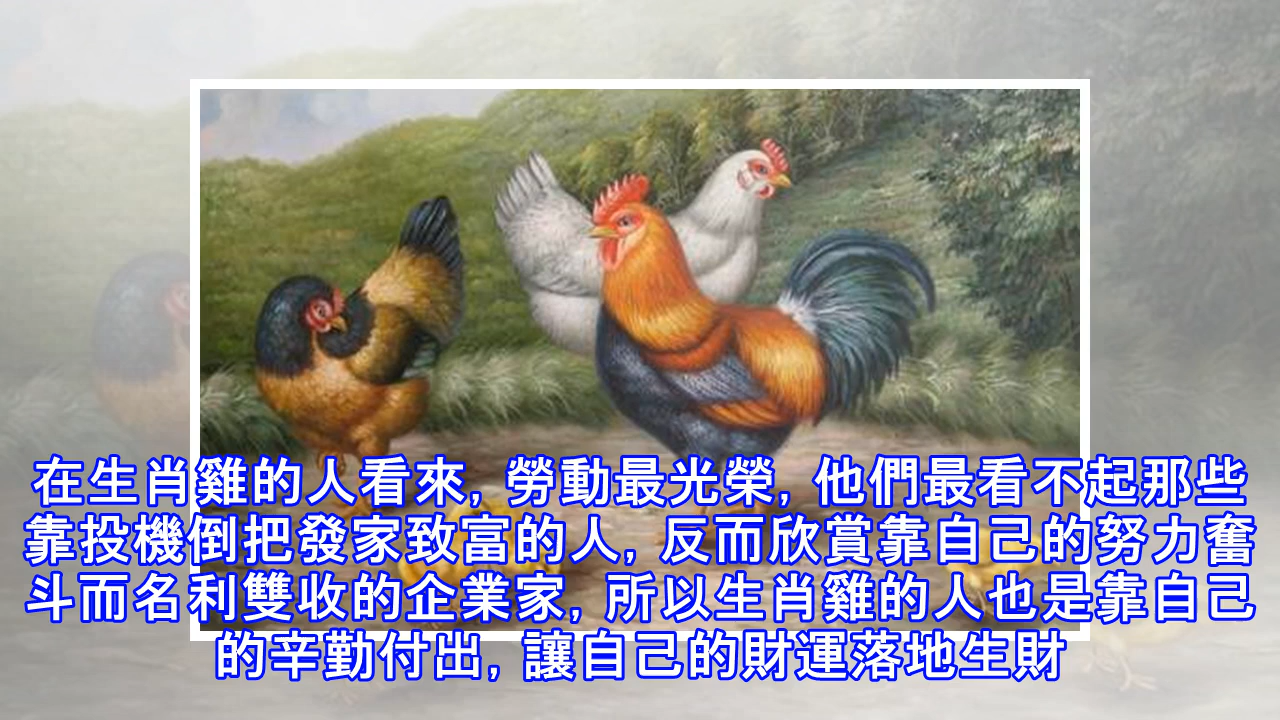 在生肖雞的人看來, 勞動最光榮, 他們最看不起那些
靠投機倒把發家致富的人, 反而欣賞靠自己的努力奮
斗而名利雙收的企業家, 所以生肖雞的人也是靠自己
的辛勤付出, 讓自己的財運落地生財